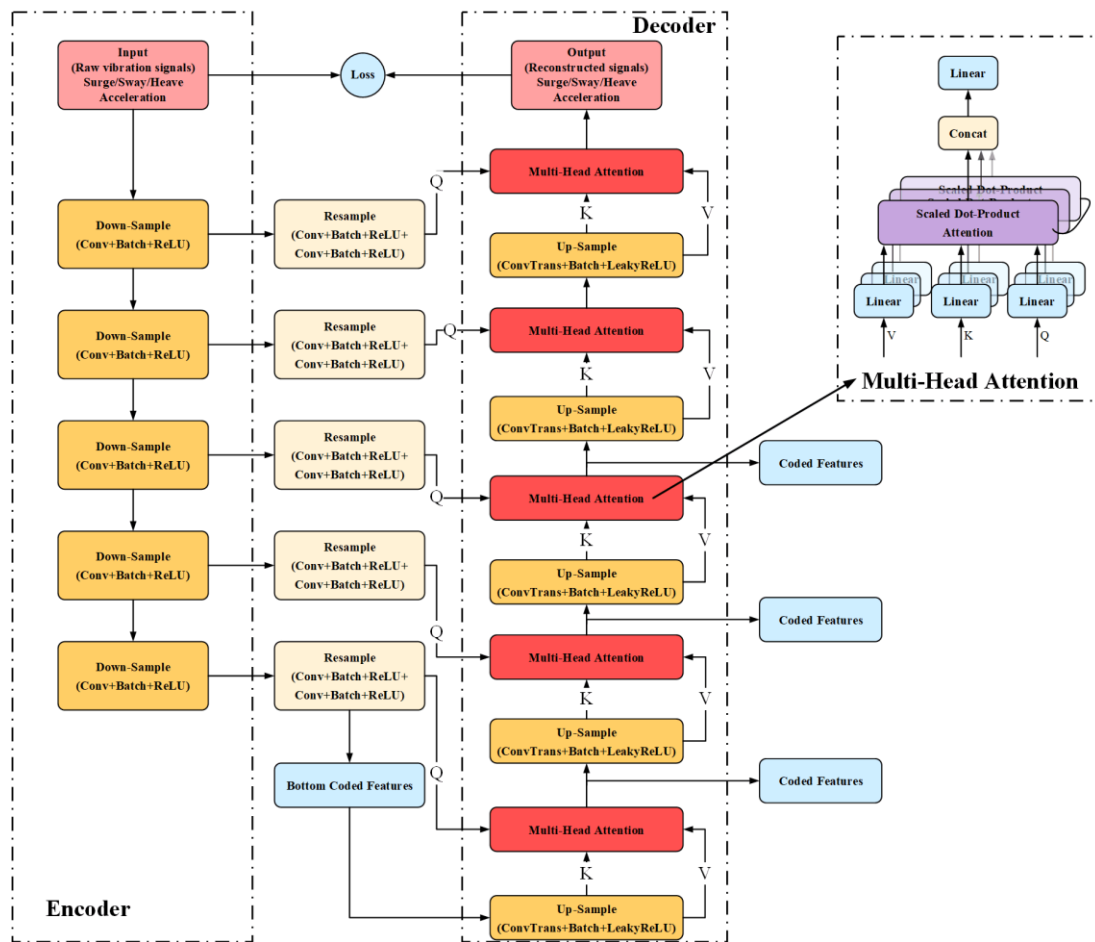 Decoder
Input
(Raw vibration signals)
Surge/Sway/Heave
Acceleration
Loss
Output
(Reconstructed signals)
Surge/Sway/Heave
Acceleration
Multi-Head Attention
Q
K
V
Down-Sample
(Conv+Batch+ReLU)
Resample
(Conv+Batch+ReLU+
Conv+Batch+ReLU)
Up-Sample
(ConvTrans+Batch+LeakyReLU)
Down-Sample
(Conv+Batch+ReLU)
Resample
(Conv+Batch+ReLU+
Conv+Batch+ReLU)
Q
Multi-Head Attention
K
V
Up-Sample
(ConvTrans+Batch+LeakyReLU)
Down-Sample
(Conv+Batch+ReLU)
Resample
(Conv+Batch+ReLU+
Conv+Batch+ReLU)
Coded Features
Q
Multi-Head Attention
K
V
Down-Sample
(Conv+Batch+ReLU)
Resample
(Conv+Batch+ReLU+
Conv+Batch+ReLU)
Up-Sample
(ConvTrans+Batch+LeakyReLU)
Coded Features
Q
Multi-Head Attention
Down-Sample
(Conv+Batch+ReLU)
Resample
(Conv+Batch+ReLU+
Conv+Batch+ReLU)
K
V
Up-Sample
(ConvTrans+Batch+LeakyReLU)
Q
Bottom Coded Features
Coded Features
Multi-Head Attention
K
V
Encoder
Up-Sample
(ConvTrans+Batch+LeakyReLU)
Linear
Concat
Scaled Dot-Product
Scaled Dot-Product
Attention
Linear
Linear
Linear
Linear
V
K
Q
Multi-Head Attention